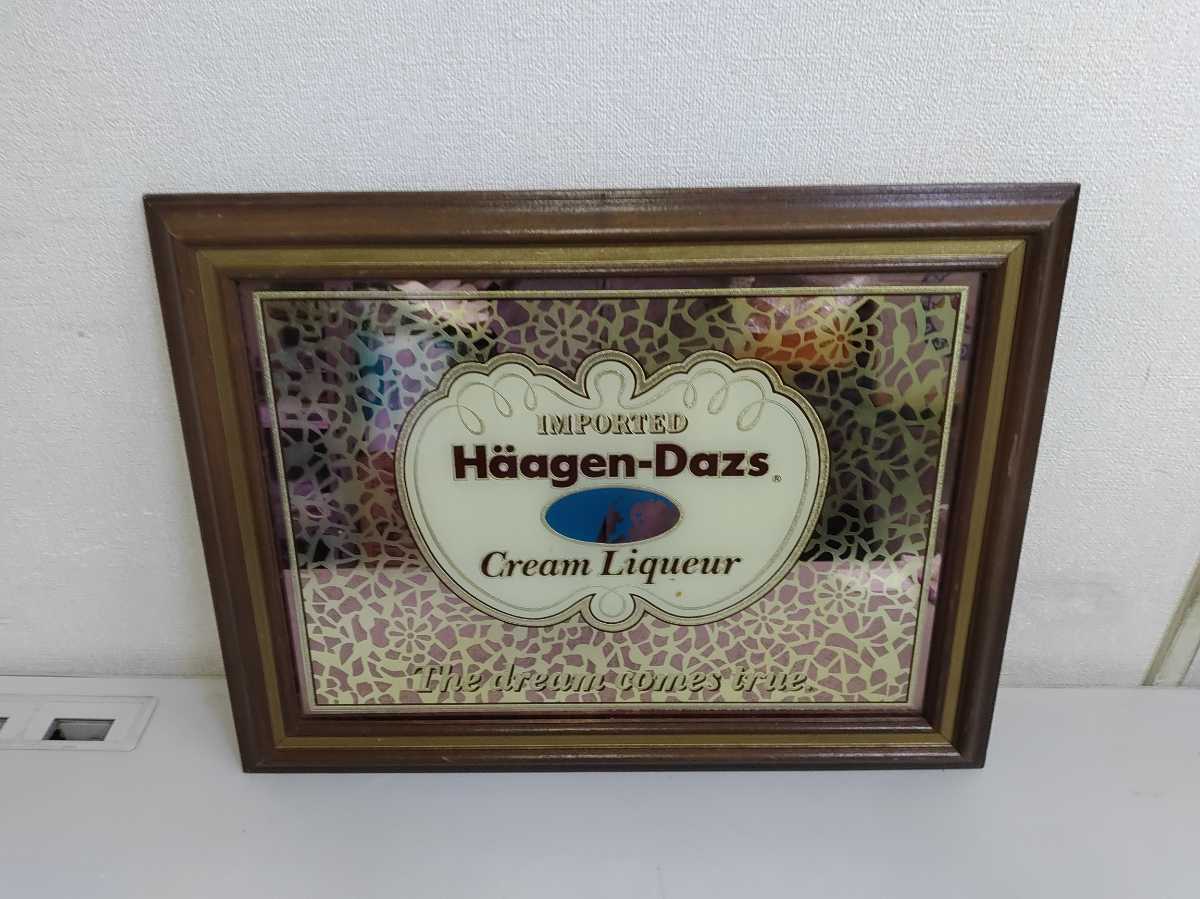 IMPORTED
Häagen-Dazs®
Cream Liqueur
The dream comes true.